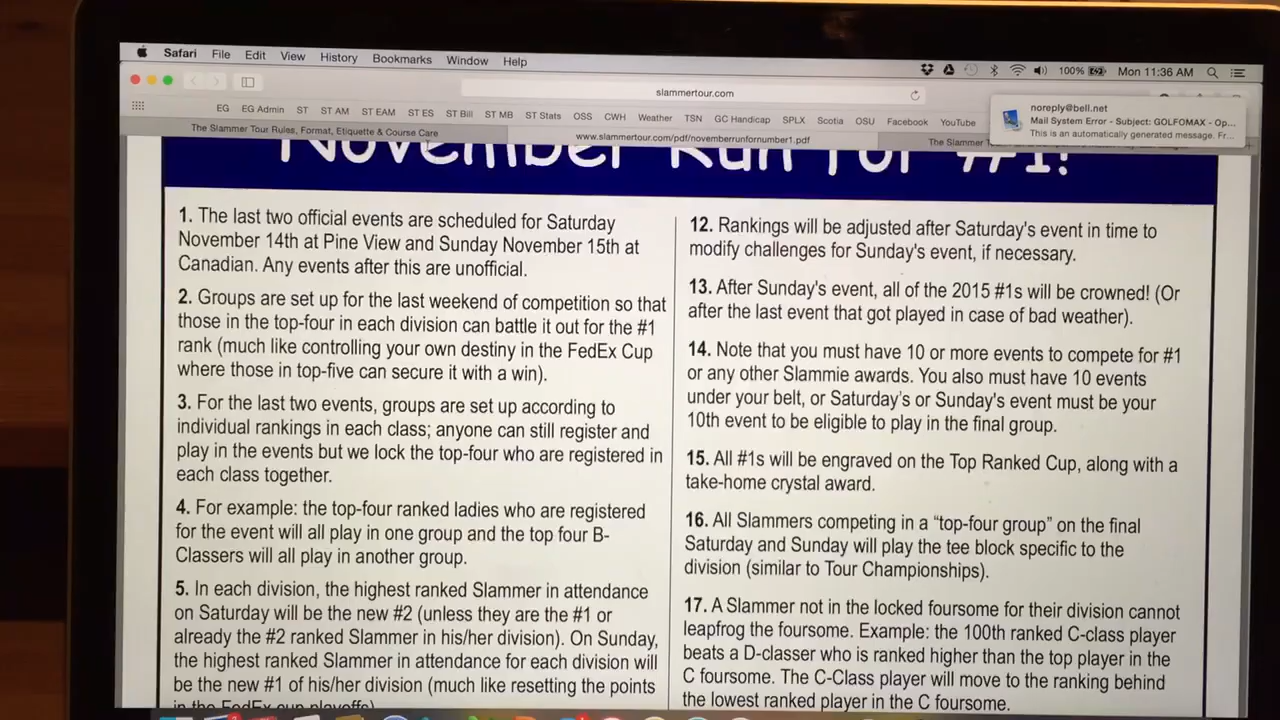 Safari File Edit View History Bookmarks Window Help
100% Mon 11:36 AM
slammertour.com
EG EG Admin ST ST AM ST EAM ST ES ST Bill ST MB ST Stats OSS CWH Weather TSN GC Handicap SPLX Scotia OSU Facebook YouTube
noreply@bell.net
Mail System Error - Subject: GOLFOMAX - Op...
This is an automatically generated message. Fr...
The Slammer Tour Rules, Format, Etiquette & Course Care
www.slammertour.com/pdf/novemberrunfornumber1.pdf
The Slammer
November Run For #1!
1. The last two official events are scheduled for Saturday
November 14th at Pine View and Sunday November 15th at
Canadian. Any events after this are unofficial.
2. Groups are set up for the last weekend of competition so that
those in the top-four in each division can battle it out for the #1
rank (much like controlling your own destiny in the FedEx Cup
where those in top-five can secure it with a win).
3. For the last two events, groups are set up according to
individual rankings in each class; anyone can still register and
play in the events but we lock the top-four who are registered in
each class together.
4. For example: the top-four ranked ladies who are registered
for the event will all play in one group and the top four B-
Classers will all play in another group.
5. In each division, the highest ranked Slammer in attendance
on Saturday will be the new #2 (unless they are the #1 or
already the #2 ranked Slammer in his/her division). On Sunday,
the highest ranked Slammer in attendance for each division will
be the new #1 of his/her division (much like resetting the points
in the FedEx cup playoffs)
12. Rankings will be adjusted after Saturday's event in time to
modify challenges for Sunday's event, if necessary.
13. After Sunday's event, all of the 2015 #1s will be crowned! (Or
after the last event that got played in case of bad weather).
14. Note that you must have 10 or more events to compete for #1
or any other Slammie awards. You also must have 10 events
under your belt, or Saturday's or Sunday's event must be your
10th event to be eligible to play in the final group.
15. All #1s will be engraved on the Top Ranked Cup, along with a
take-home crystal award.
16. All Slammers competing in a “top-four group” on the final
Saturday and Sunday will play the tee block specific to the
division (similar to Tour Championships).
17. A Slammer not in the locked foursome for their division cannot
leapfrog the foursome. Example: the 100th ranked C-class player
beats a D-classer who is ranked higher than the top player in the
C foursome. The C-Class player will move to the ranking behind
the lowest ranked player in the C foursome.